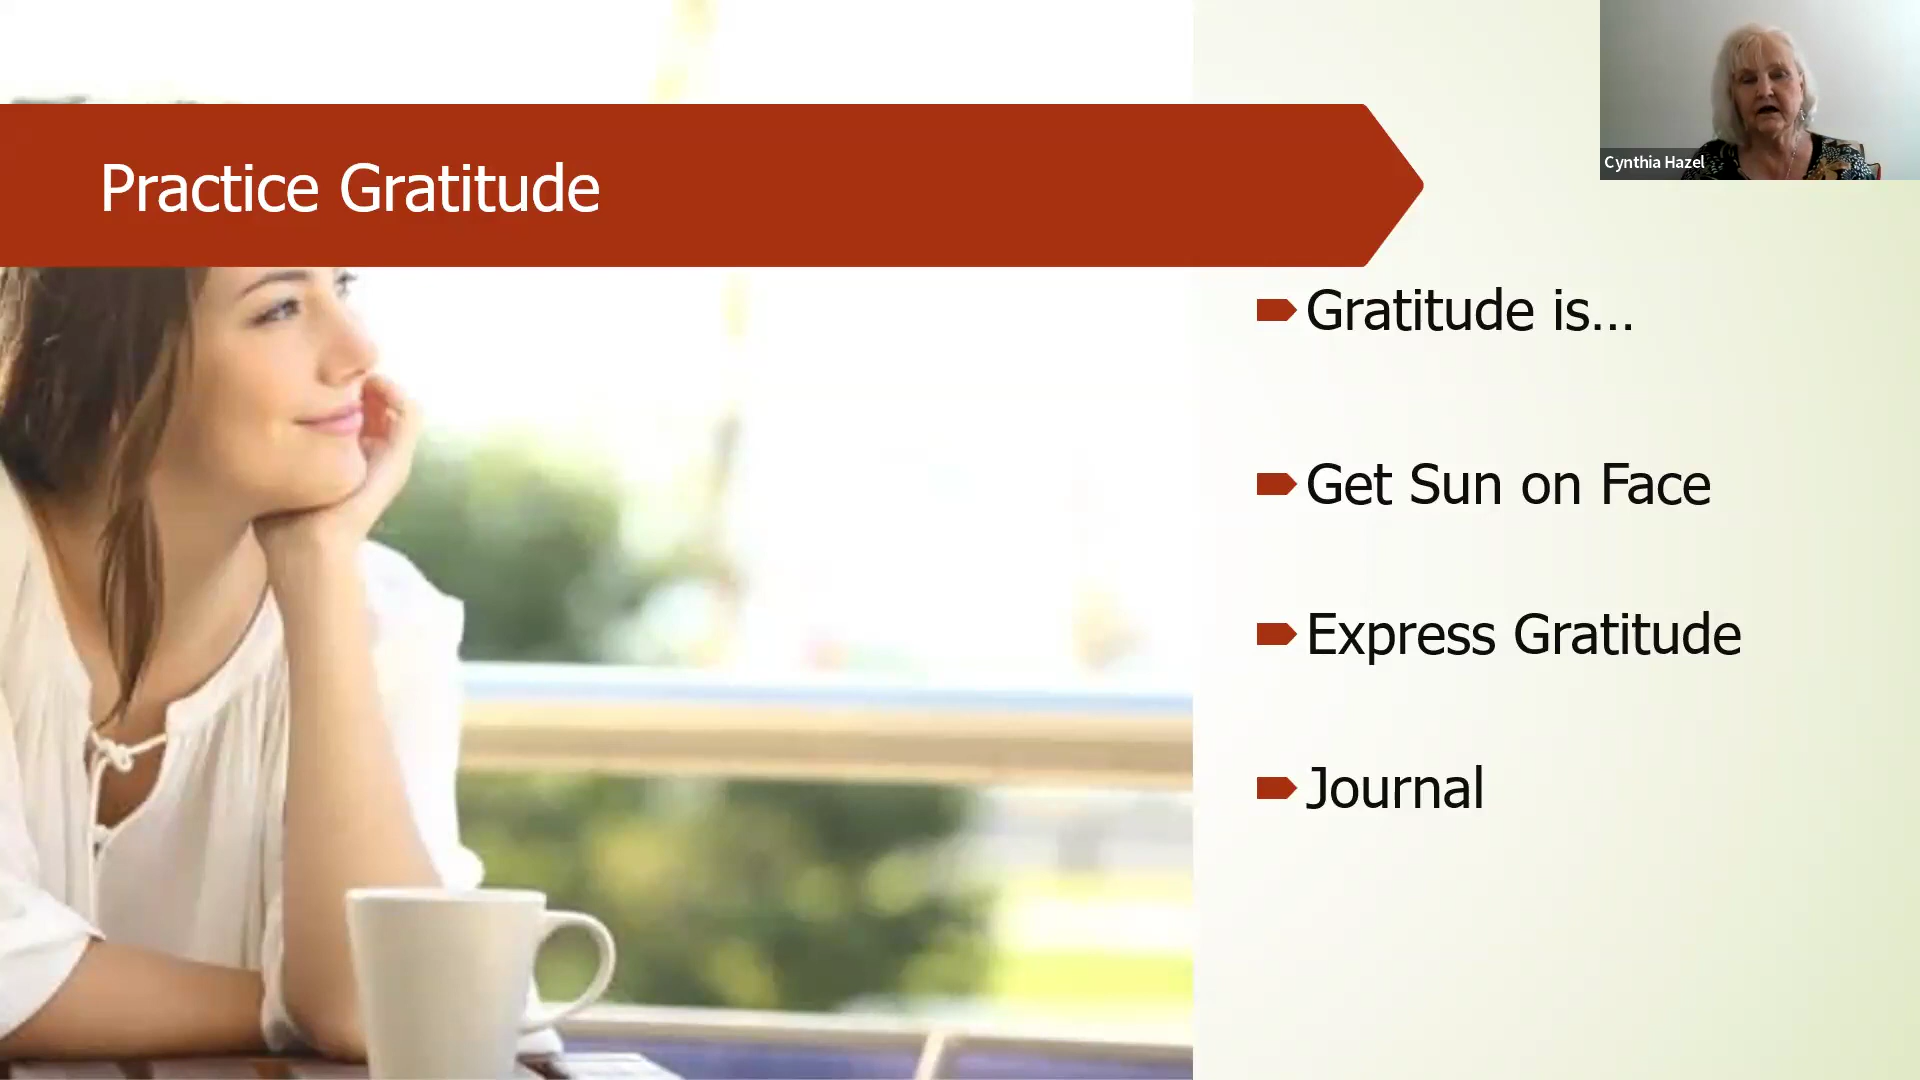 Practice Gratitude
Cynthia Hazel
Gratitude is...
Get Sun on Face
Express Gratitude
Journal